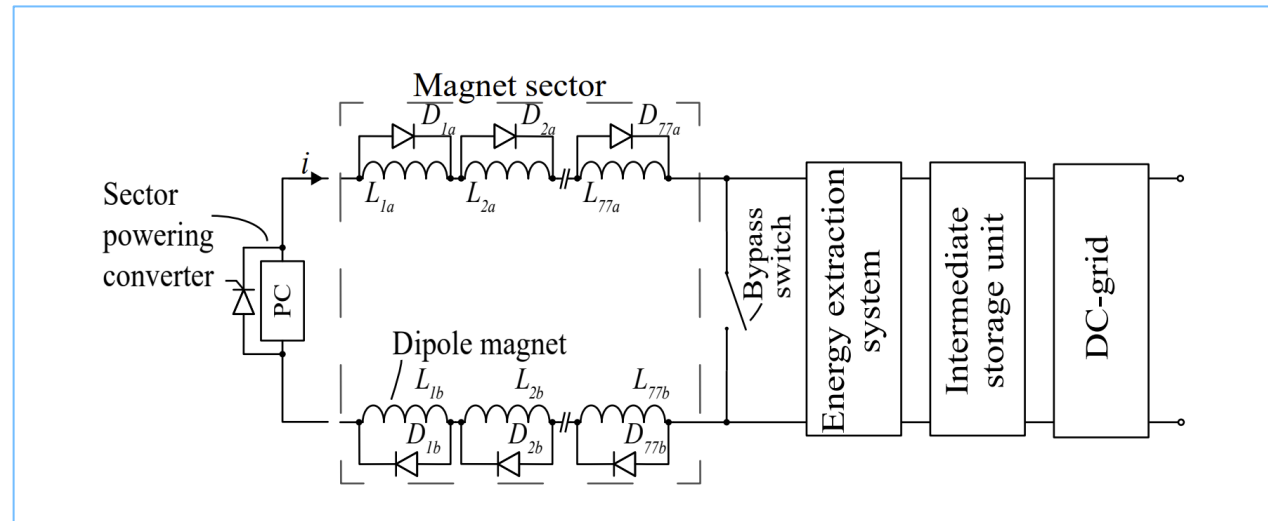 Magnet sector
D1a
D2a
D77a
i
L1a
L2a
L77a
Sector
powering
converter
PC
Bypass
switch
Energy extraction
system
Intermediate
storage unit
DC-grid
Dipole magnet
L1b
L2b
L77b
D1b
D2b
D77b